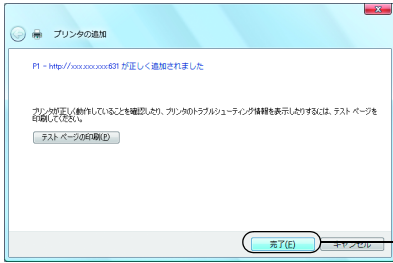 プリンタの追加
P1 - http://xxx.xxx.xxx:631 が正しく追加されました
プリンタが正しく動作していることを確認したり、プリンタのトラブルシューティング情報を表示したりするには、テスト ページを
印刷してください。
テスト ページの印刷(P)
完了(F)
キャンセル